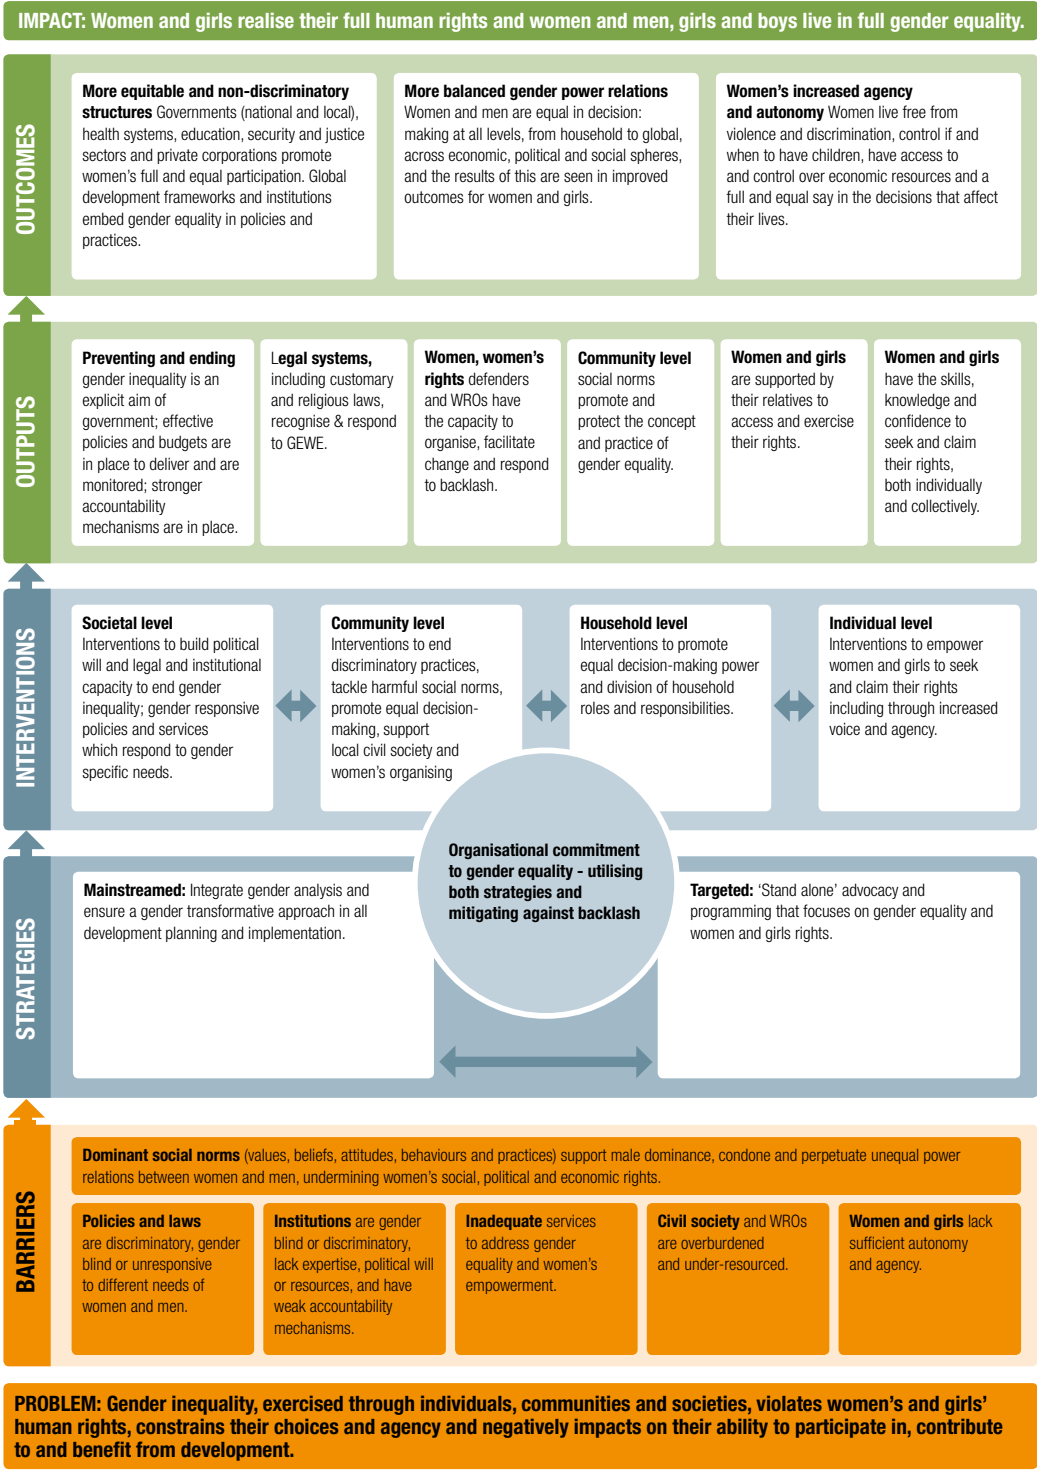 IMPACT: Women and girls realise their full human rights and women and men, girls and boys live in full gender equality.
OUTCOMES
More equitable and non-discriminatory
structures Governments (national and local),
health systems, education, security and justice
sectors and private corporations promote
women's full and equal participation. Global
development frameworks and institutions
embed gender equality in policies and
practices.
More balanced gender power relations
Women and men are equal in decision:
making at all levels, from household to global,
across economic, political and social spheres,
and the results of this are seen in improved
outcomes for women and girls.
Women's increased agency
and autonomy Women live free from
violence and discrimination, control if and
when to have children, have access to
and control over economic resources and a
full and equal say in the decisions that affect
their lives.
OUTPUTS
Preventing and ending
gender inequality is an
explicit aim of
government; effective
policies and budgets are
in place to deliver and are
monitored; stronger
accountability
mechanisms are in place.
Legal systems,
including customary
and religious laws,
recognise & respond
to GEWE.
Women, women's
rights defenders
and WROs have
the capacity to
organise, facilitate
change and respond
to backlash.
Community level
social norms
promote and
protect the concept
and practice of
gender equality.
Women and girls
are supported by
their relatives to
access and exercise
their rights.
Women and girls
have the skills,
knowledge and
confidence to
seek and claim
their rights,
both individually
and collectively.
INTERVENTIONS
Societal level
Interventions to build political
will and legal and institutional
capacity to end gender
inequality; gender responsive
policies and services
which respond to gender
specific needs.
Community level
Interventions to end
discriminatory practices,
tackle harmful social norms,
promote equal decision-
making, support
local civil society and
women's organising
Household level
Interventions to promote
equal decision-making power
and division of household
roles and responsibilities.
Individual level
Interventions to empower
women and girls to seek
and claim their rights
including through increased
voice and agency.
Organisational commitment
to gender equality - utilising
both strategies and
mitigating against backlash
STRATEGIES
Mainstreamed: Integrate gender analysis and
ensure a gender transformative approach in all
development planning and implementation.
Targeted: 'Stand alone' advocacy and
programming that focuses on gender equality and
women and girls rights.
BARRIERS
Dominant social norms (values, beliefs, attitudes, behaviours and practices) support male dominance, condone and perpetuate unequal power
relations between women and men, undermining women's social, political and economic rights.
Policies and laws
are discriminatory, gender
blind or unresponsive
to different needs of
women and men.
Institutions are gender
blind or discriminatory,
lack expertise, political will
or resources, and have
weak accountability
mechanisms.
Inadequate services
to address gender
equality and women's
empowerment.
Civil society and WROs
are overburdened
and under-resourced.
Women and girls lack
sufficient autonomy
and agency.
PROBLEM: Gender inequality, exercised through individuals, communities and societies, violates women's and girls'
human rights, constrains their choices and agency and negatively impacts on their ability to participate in, contribute
to and benefit from development.